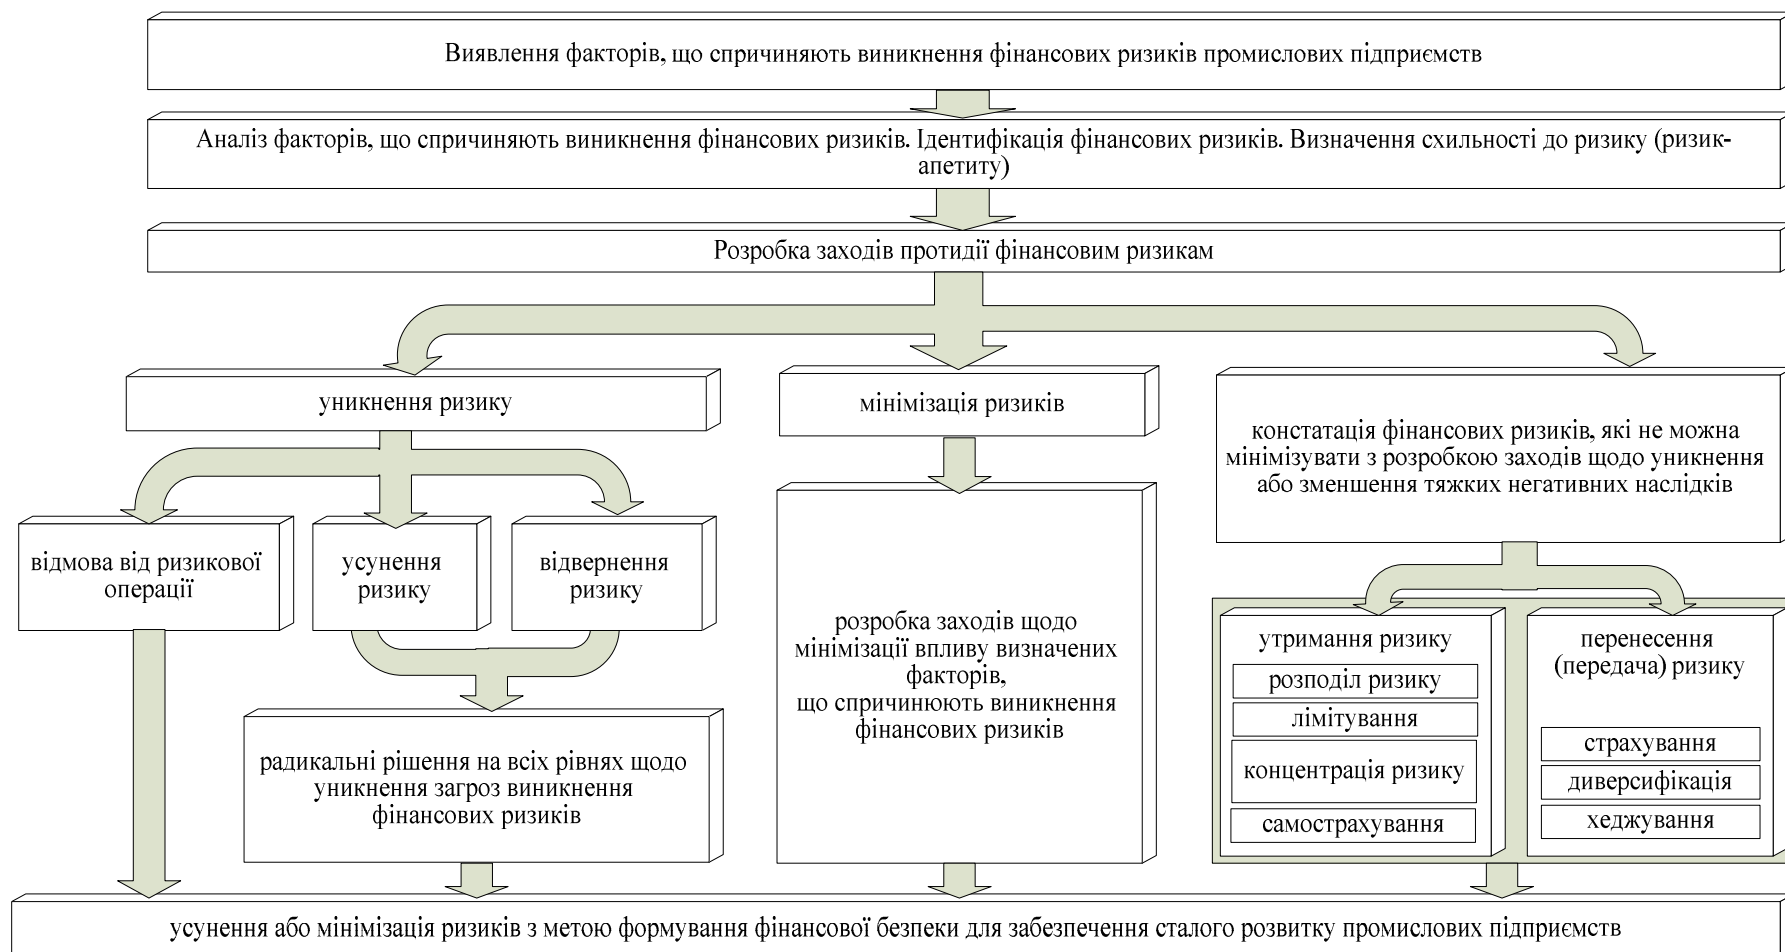 Виявлення факторів, що спричиняють виникнення фінансових ризиків промислових підприємств
Аналіз факторів, що спричиняють виникнення фінансових ризиків. Ідентифікація фінансових ризиків. Визначення схильності до ризику (ризик-
апетиту)
Розробка заходів протидії фінансовим ризикам
уникнення ризику
мінімізація ризиків
констатація фінансових ризиків, які не можна
мінімізувати з розробкою заходів щодо уникнення
або зменшення тяжких негативних наслідків
відмова від ризикової
операції
усунення
ризику
відвернення
ризику
радикальні рішення на всіх рівнях щодо
уникнення загроз виникнення
фінансових ризиків
розробка заходів щодо
мінімізації впливу визначених
факторів,
що спричинюють виникнення
фінансових ризиків
утримання ризику
розподіл ризику
лімітування
концентрація ризику
самострахування
перенесення
(передача) ризику
страхування
диверсифікація
хеджування
усунення або мінімізація ризиків з метою формування фінансової безпеки для забезпечення сталого розвитку промислових підприємств